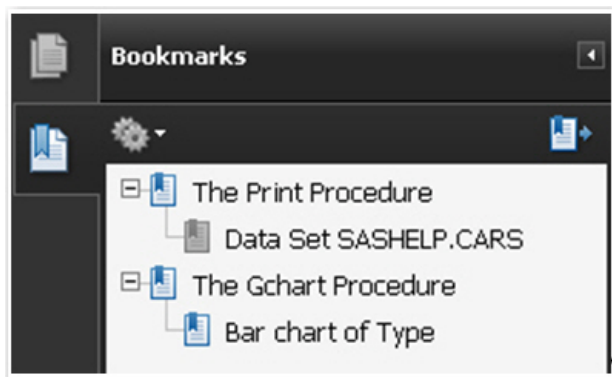 Bookmarks
The Print Procedure
Data Set SASHELP.CARS
The Gchart Procedure
Bar chart of Type